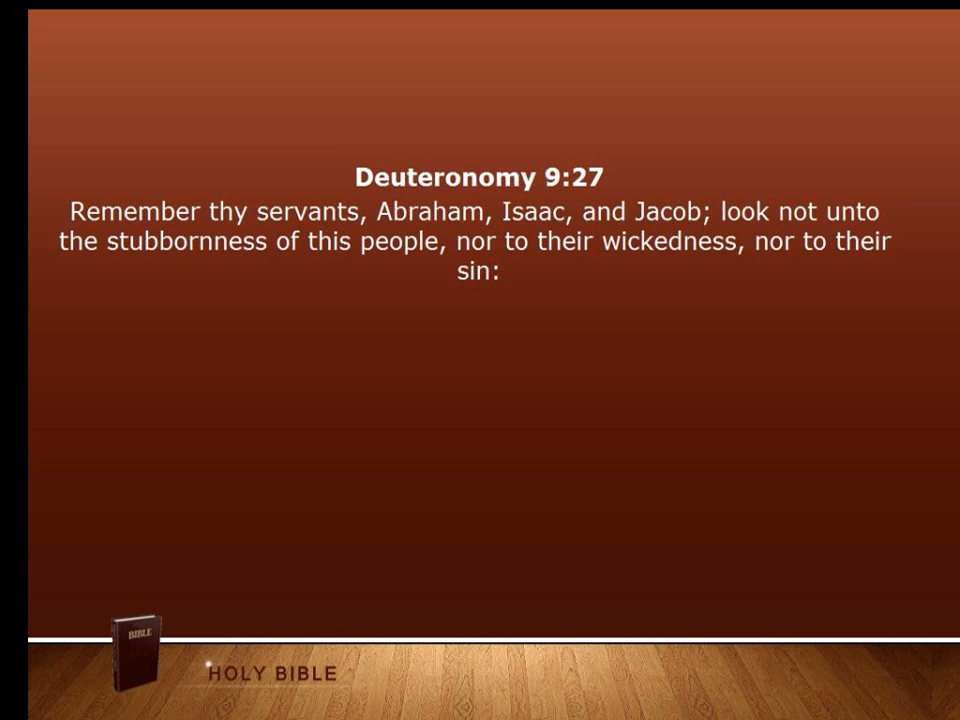 Deuteronomy 9:27
Remember thy servants, Abraham, Isaac, and Jacob; look not unto
the stubbornness of this people, nor to their wickedness, nor to their
sin:
BIBLE
HOLY BIBLE